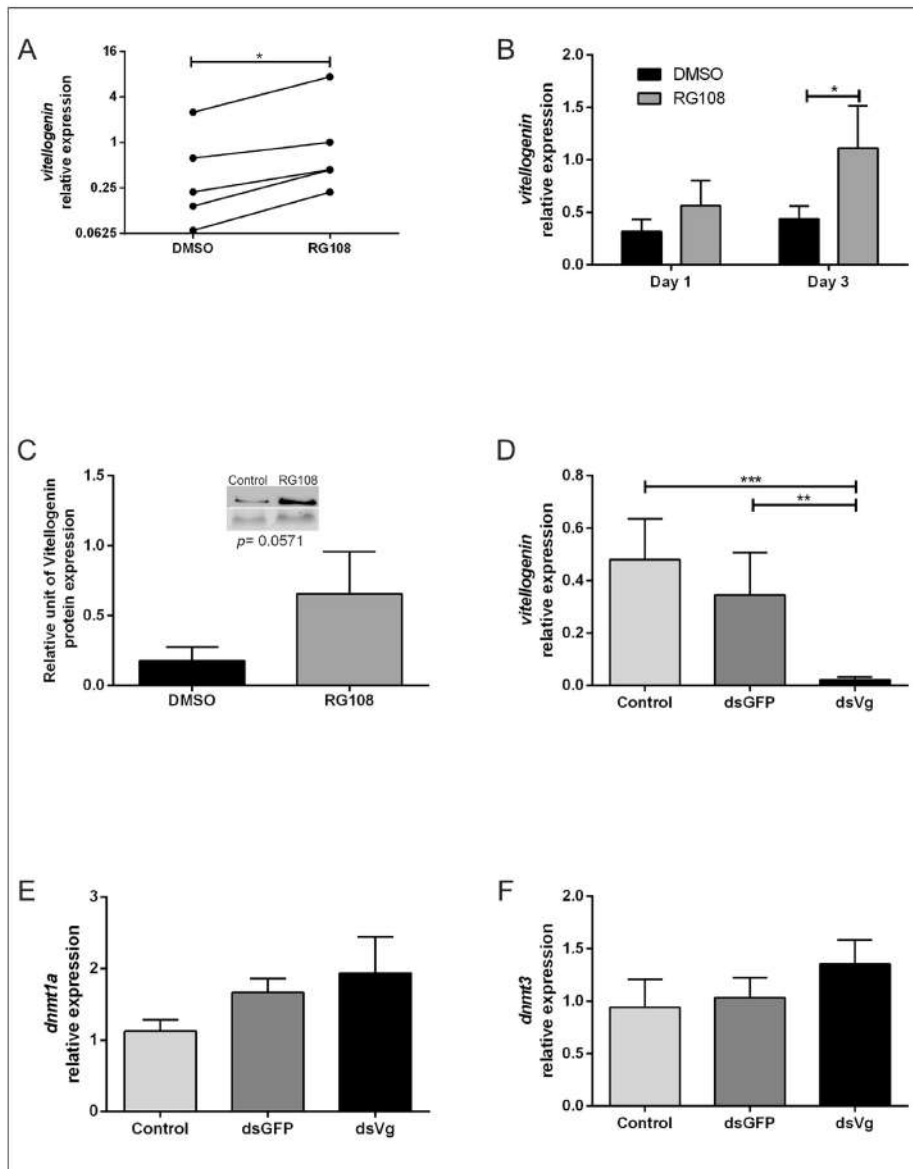 A
vitellogenin
relative expression
16
4
1
0.25
0.0625
*
DMSO
RG108
B
vitellogenin
relative expression
2.0
1.5
1.0
0.5
0.0
DMSO
RG108
*
Day 1
Day 3
C
Relative unit of Vitellogenin
protein expression
1.5
1.0
0.5
0.0
Control RG108
p= 0.0571
DMSO
RG108
D
vitellogenin
relative expression
0.8
0.6
0.4
0.2
0.0
***
**
Control
dsGFP
dsVg
E
dnmt1a
relative expression
3
2
1
0
Control
dsGFP
dsVg
F
dnmt3
relative expression
2.0
1.5
1.0
0.5
0.0
Control
dsGFP
dsVg